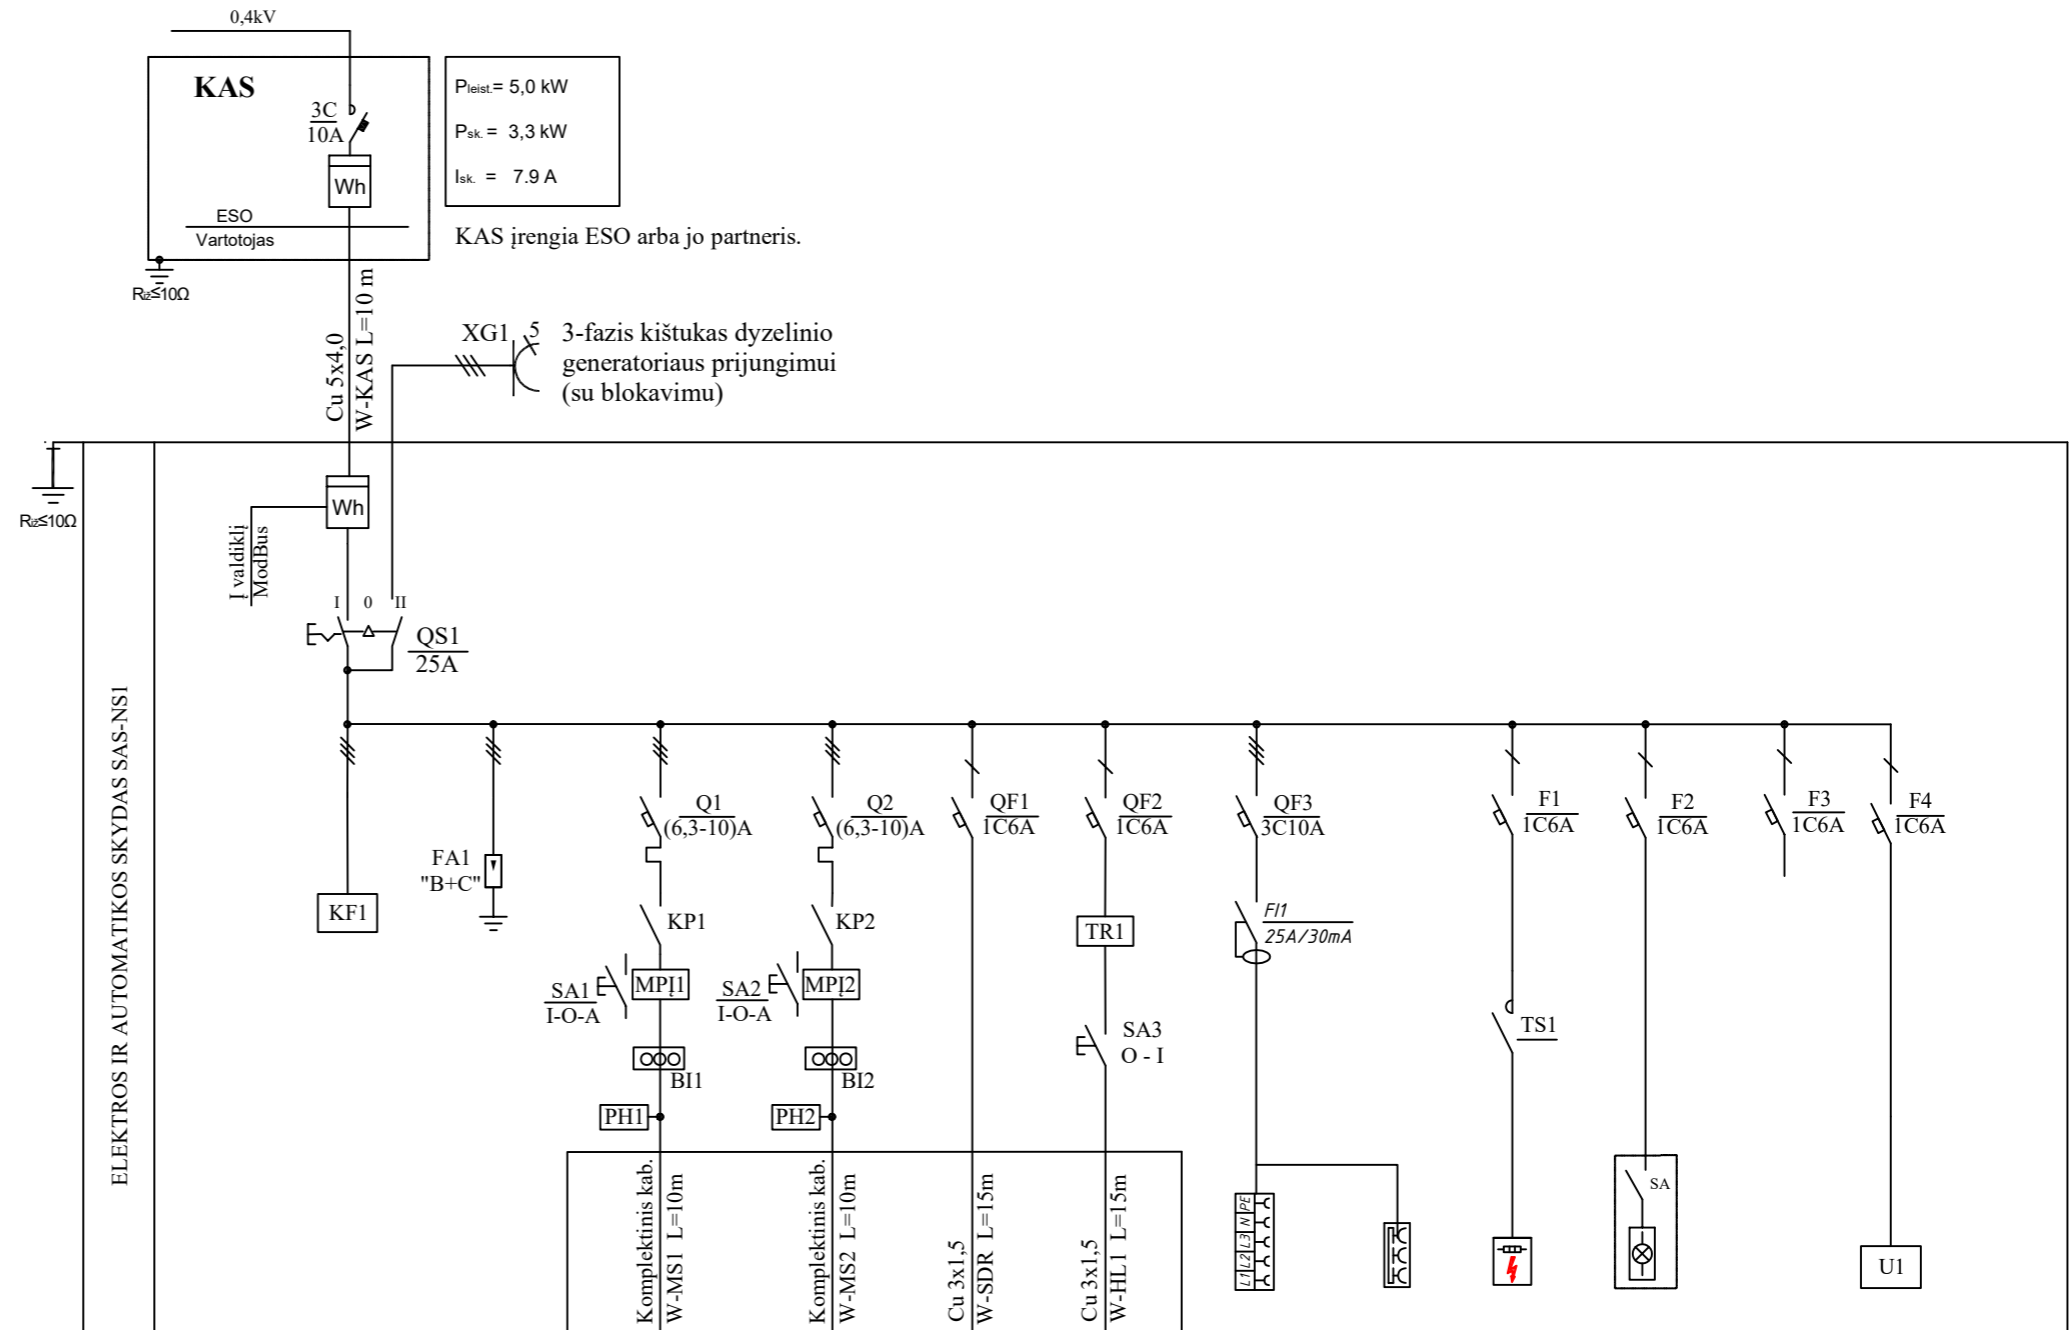 0,4kV
KAS
3C
10A
Wh
ESO
Vartotojas
Pleist.= 5,0 kW
Psk. = 3,3 kW
Isk. = 7.9 A
KAS įrengia ESO arba jo partneris.
Riž≤10Ω
Cu 5x4,0
W-KAS L=10 m
XG1
5
3-fazis kištukas dyzelinio
generatoriaus prijungimui
(su blokavimu)
Riž≤10Ω
Wh
Į valdiklį
ModBus
I 0 II
QS1
25A
ELEKTROS IR AUTOMATIKOS SKYDAS SAS-NS1
KF1
FA1
"B+C"
Q1
(6,3-10)A
KP1
SA1
I-O-A
MPĮ1
BI1
PH1
Komplektinis kab.
W-MS1 L=10m
Q2
(6,3-10)A
KP2
SA2
I-O-A
MPĮ2
BI2
PH2
Komplektinis kab.
W-MS2 L=10m
QF1
1C6A
Cu 3x1,5
W-SDR L=15m
QF2
1C6A
TR1
SA3
O - I
Cu 3x1,5
W-HL1 L=15m
QF3
3C10A
FI1
25A/30mA
L1 L2 L3 N PE
F1
1C6A
TS1
F2
1C6A
SA
F3
1C6A
F4
1C6A
U1